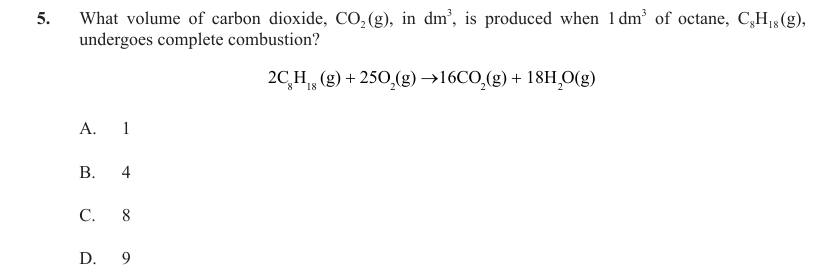 5. What volume of carbon dioxide, CO₂(g), in dm³, is produced when 1 dm³ of octane, C₈H₁₈(g),
undergoes complete combustion?
2C₈H₁₈(g) + 25O₂(g) →16CO₂(g) + 18H₂O(g)
A. 1
B. 4
C. 8
D. 9